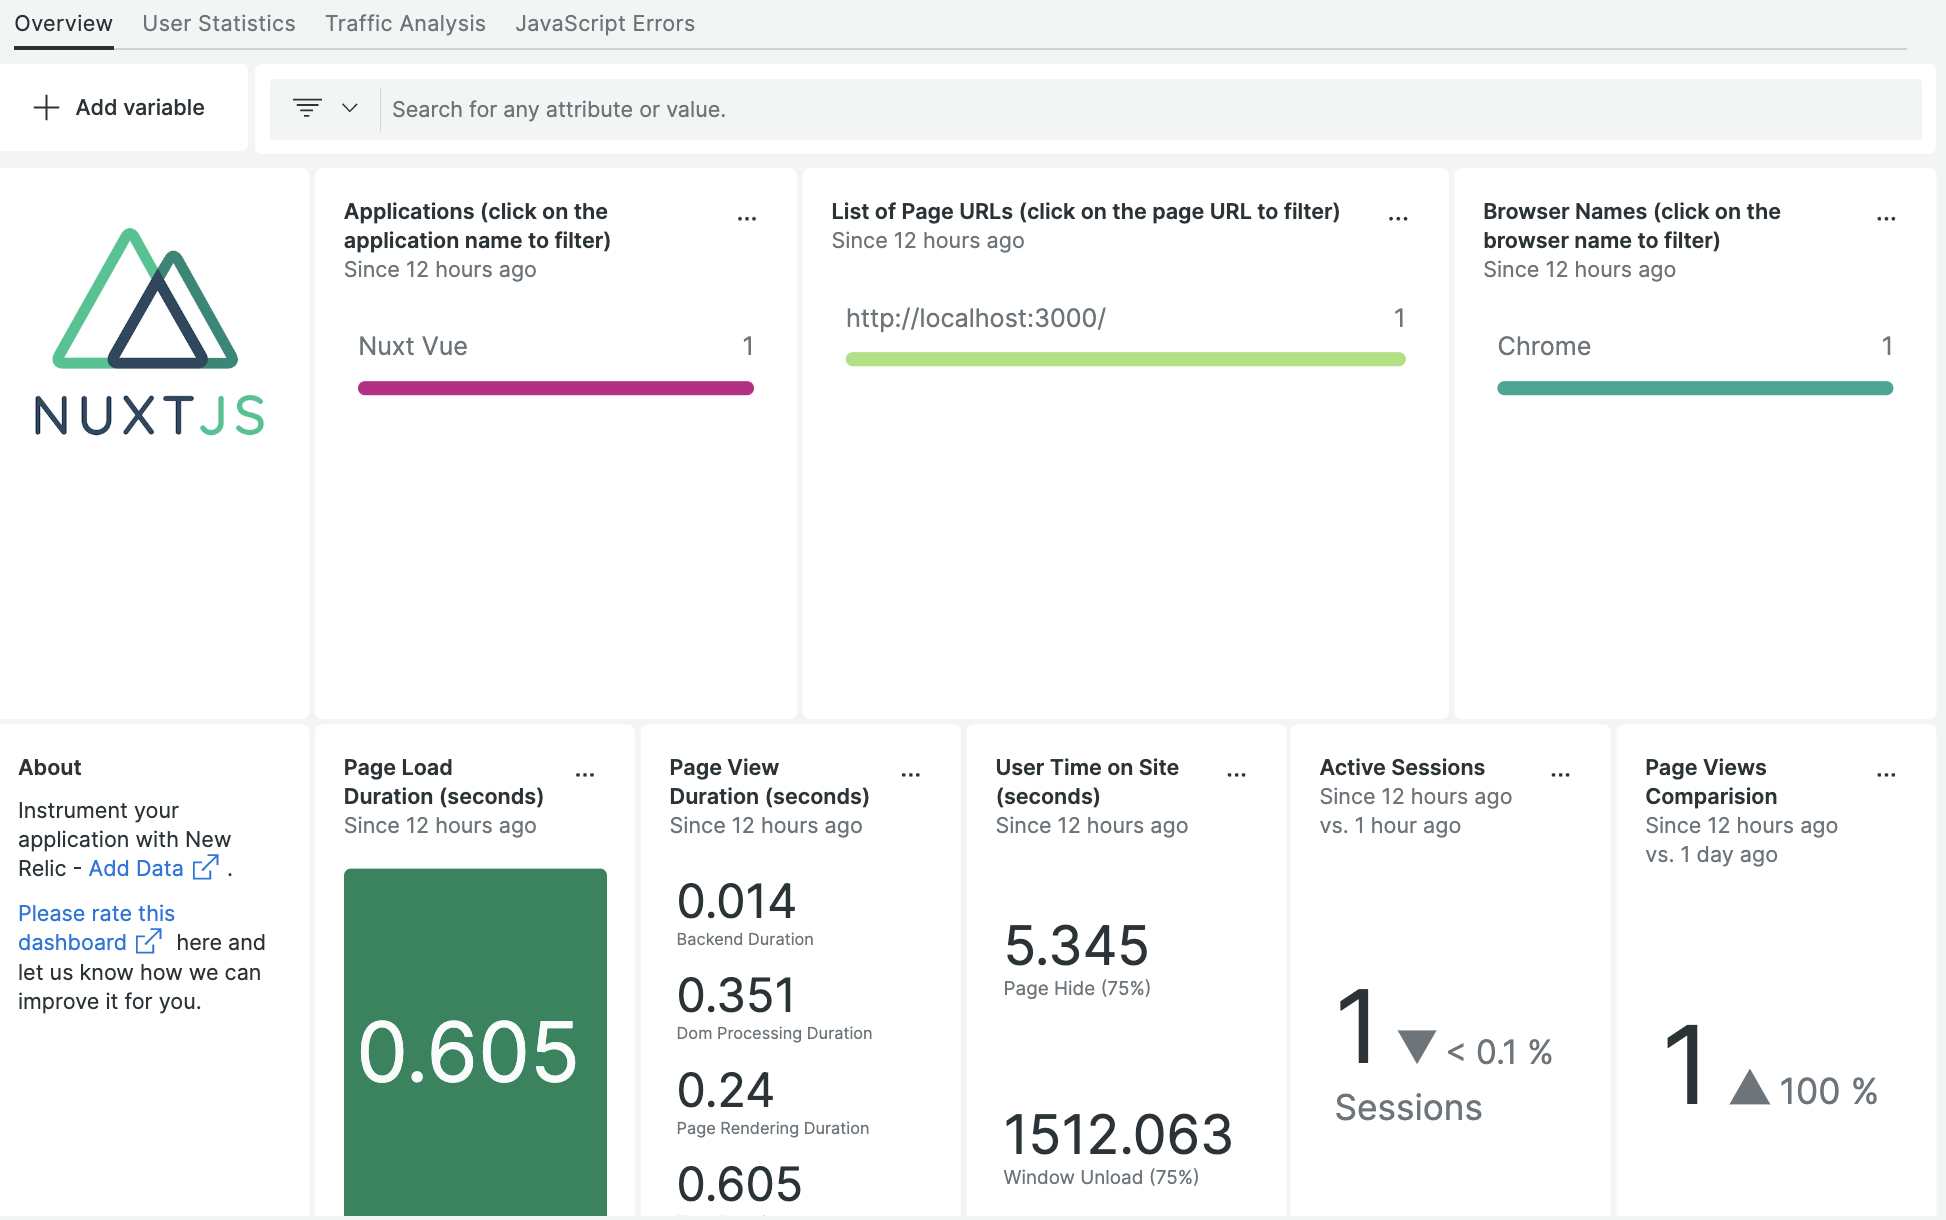 Overview
User Statistics
Traffic Analysis
JavaScript Errors
Add variable
Search for any attribute or value.
NUXTJS
Applications (click on the
application name to filter)
Since 12 hours ago
Nuxt Vue
1
List of Page URLs (click on the page URL to filter)
Since 12 hours ago
http://localhost:3000/
1
Browser Names (click on the
browser name to filter)
Since 12 hours ago
Chrome
1
About
Instrument your
application with New
Relic - Add Data .
Please rate this
dashboard here and
let us know how we can
improve it for you.
Page Load
Duration (seconds)
Since 12 hours ago
0.605
Page View
Duration (seconds)
Since 12 hours ago
0.014
Backend Duration
0.351
Dom Processing Duration
0.24
Page Rendering Duration
0.605
User Time on Site
(seconds)
Since 12 hours ago
5.345
Page Hide (75%)
1512.063
Window Unload (75%)
Active Sessions
Since 12 hours ago
vs. 1 hour ago
1
< 0.1 %
Sessions
Page Views
Comparision
Since 12 hours ago
vs. 1 day ago
1
100 %